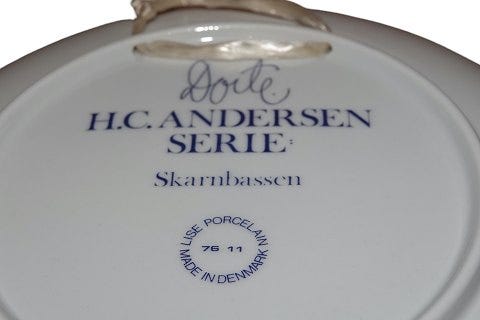 Dorte.
H.C. ANDERSEN
SERIE:
Skarnbassen
LISE PORCELAIN
76 11
MADE IN DENMARK